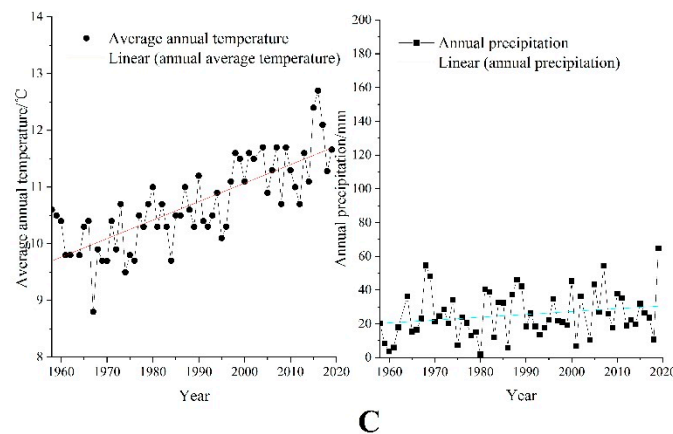 Average annual temperature
Linear (annual average temperature)
Average annual temperature/℃
14
13
12
11
10
9
8
1960 1970 1980 1990 2000 2010 2020
Year
Annual precipitation
Linear (annual precipitation)
Annual precipitation/mm
200
180
160
140
120
100
80
60
40
20
0
1960 1970 1980 1990 2000 2010 2020
Year
C